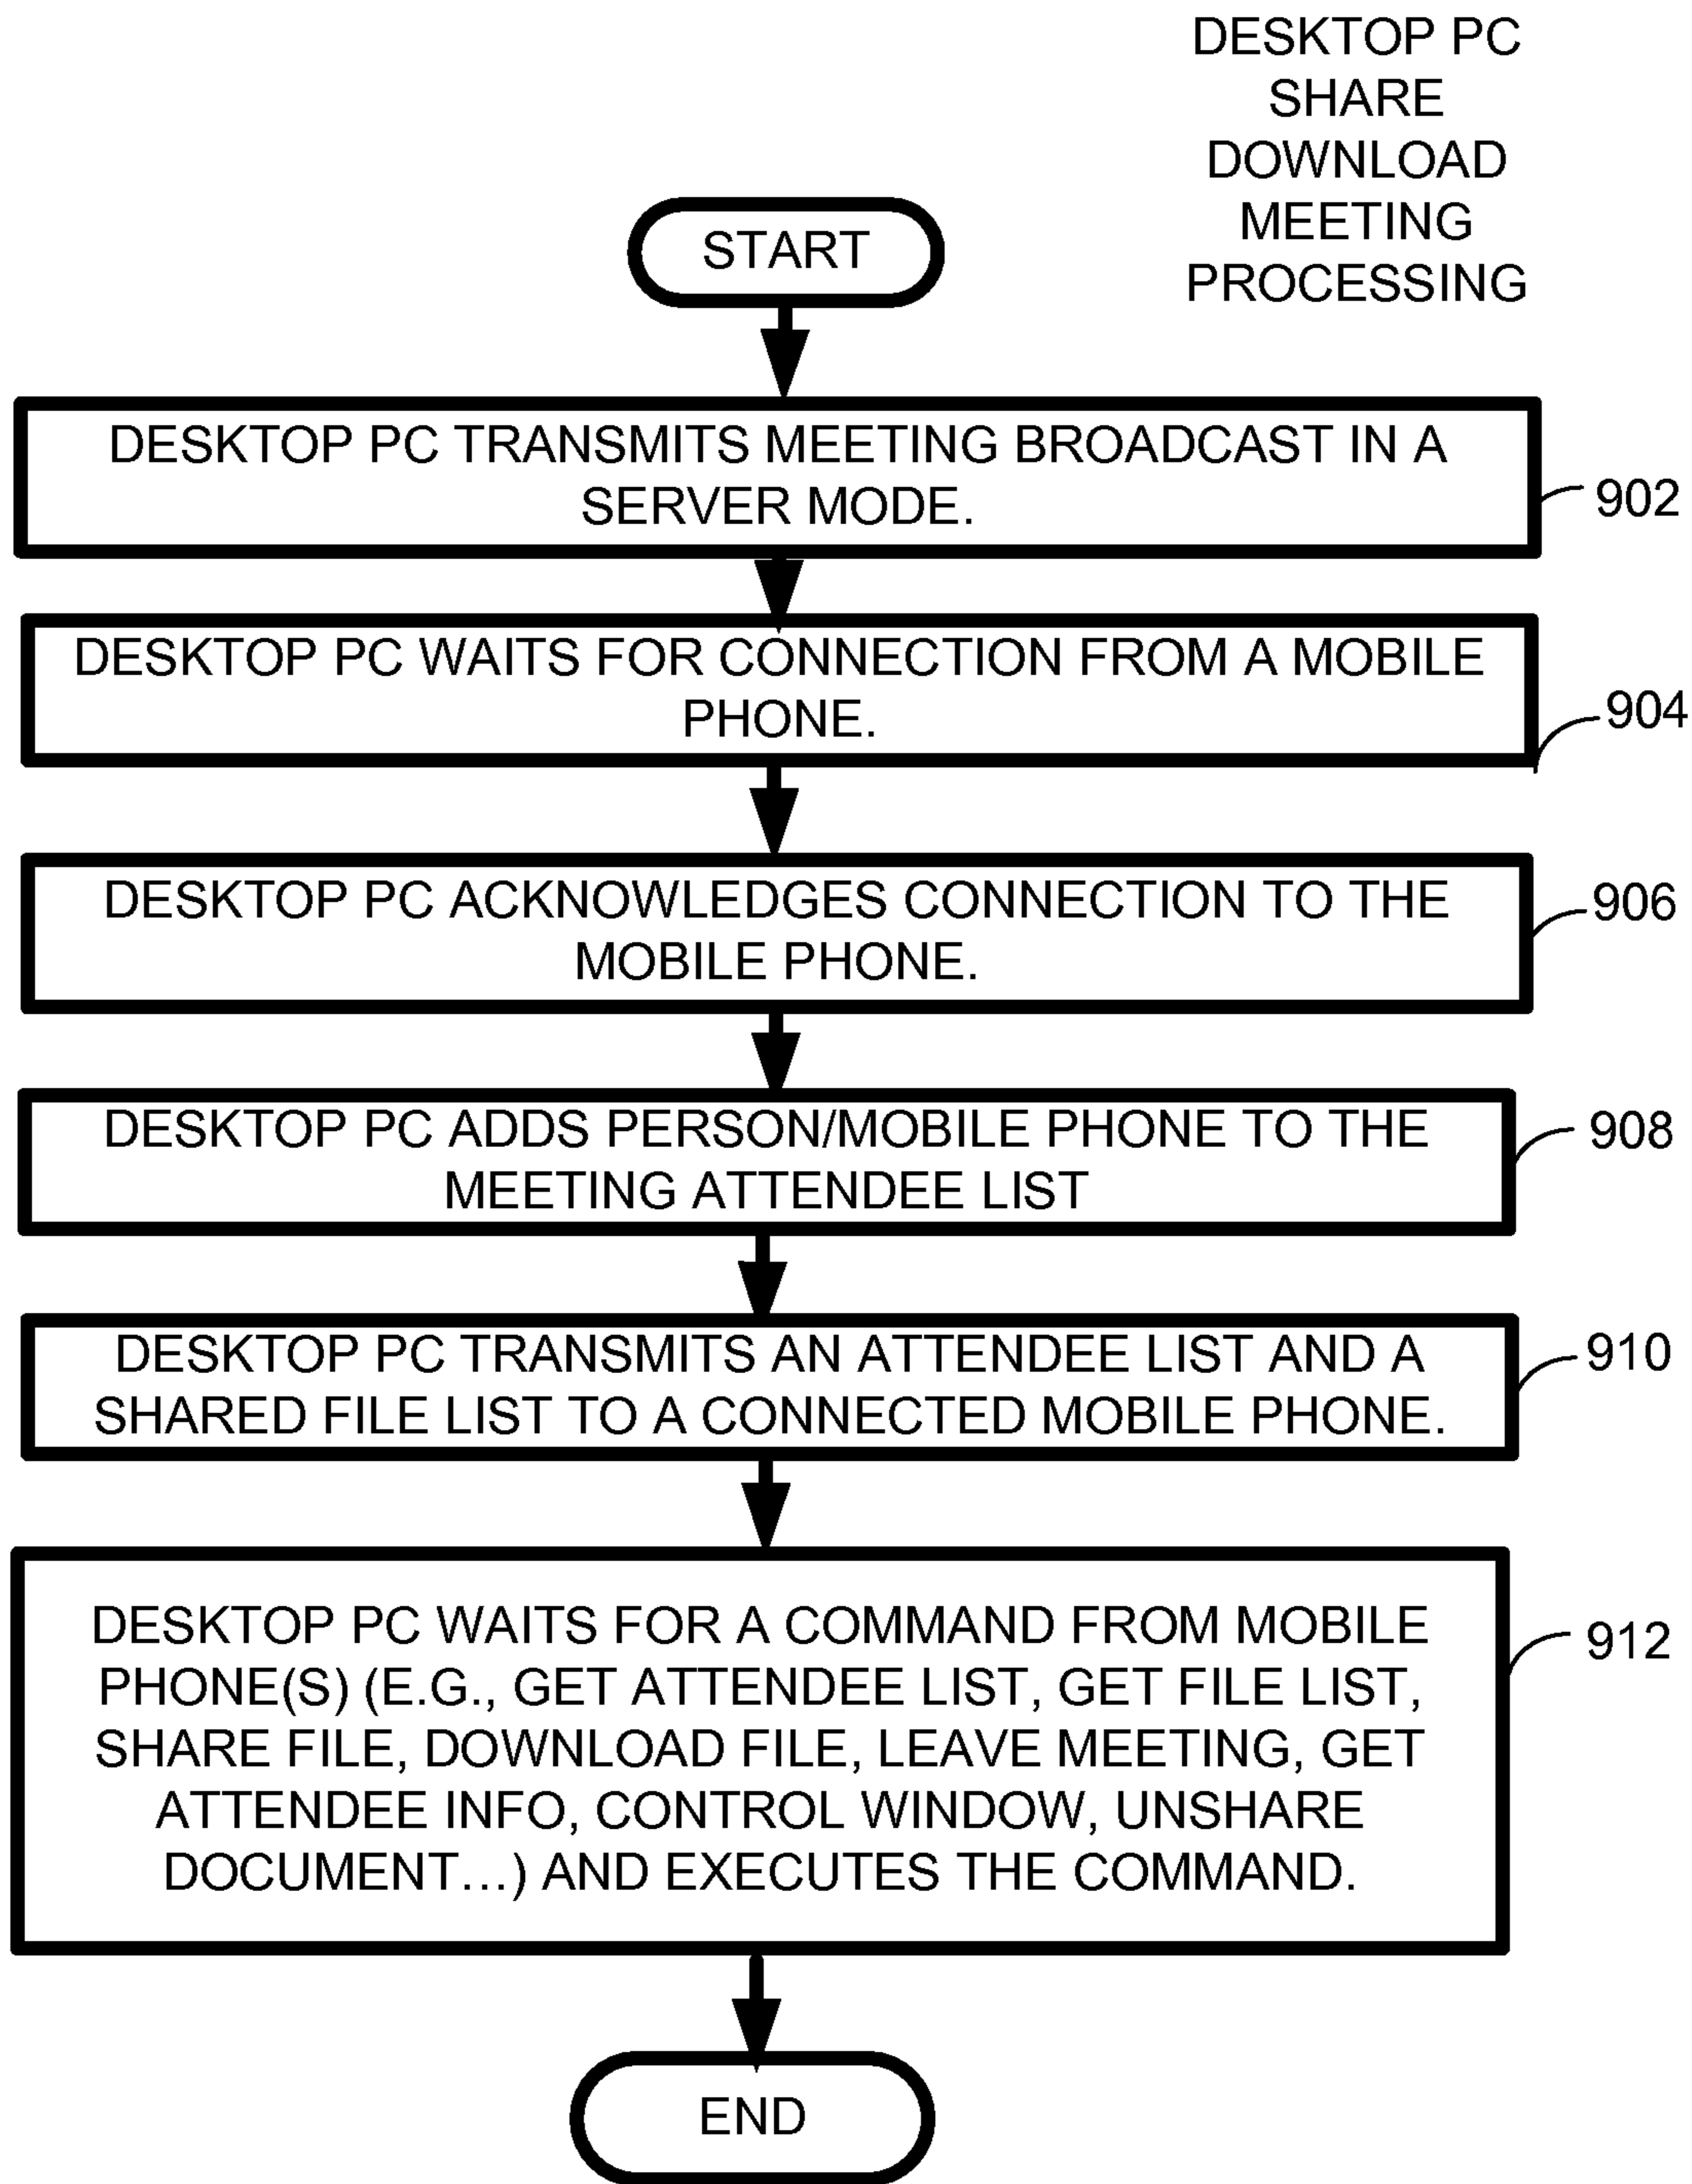 DESKTOP PC
SHARE
DOWNLOAD
MEETING
PROCESSING
START
DESKTOP PC TRANSMITS MEETING BROADCAST IN A
SERVER MODE.
902
DESKTOP PC WAITS FOR CONNECTION FROM A MOBILE
PHONE.
904
DESKTOP PC ACKNOWLEDGES CONNECTION TO THE
MOBILE PHONE.
906
DESKTOP PC ADDS PERSON/MOBILE PHONE TO THE
MEETING ATTENDEE LIST
908
DESKTOP PC TRANSMITS AN ATTENDEE LIST AND A
SHARED FILE LIST TO A CONNECTED MOBILE PHONE.
910
DESKTOP PC WAITS FOR A COMMAND FROM MOBILE
PHONE(S) (E.G., GET ATTENDEE LIST, GET FILE LIST,
SHARE FILE, DOWNLOAD FILE, LEAVE MEETING, GET
ATTENDEE INFO, CONTROL WINDOW, UNSHARE
DOCUMENT…) AND EXECUTES THE COMMAND.
912
END